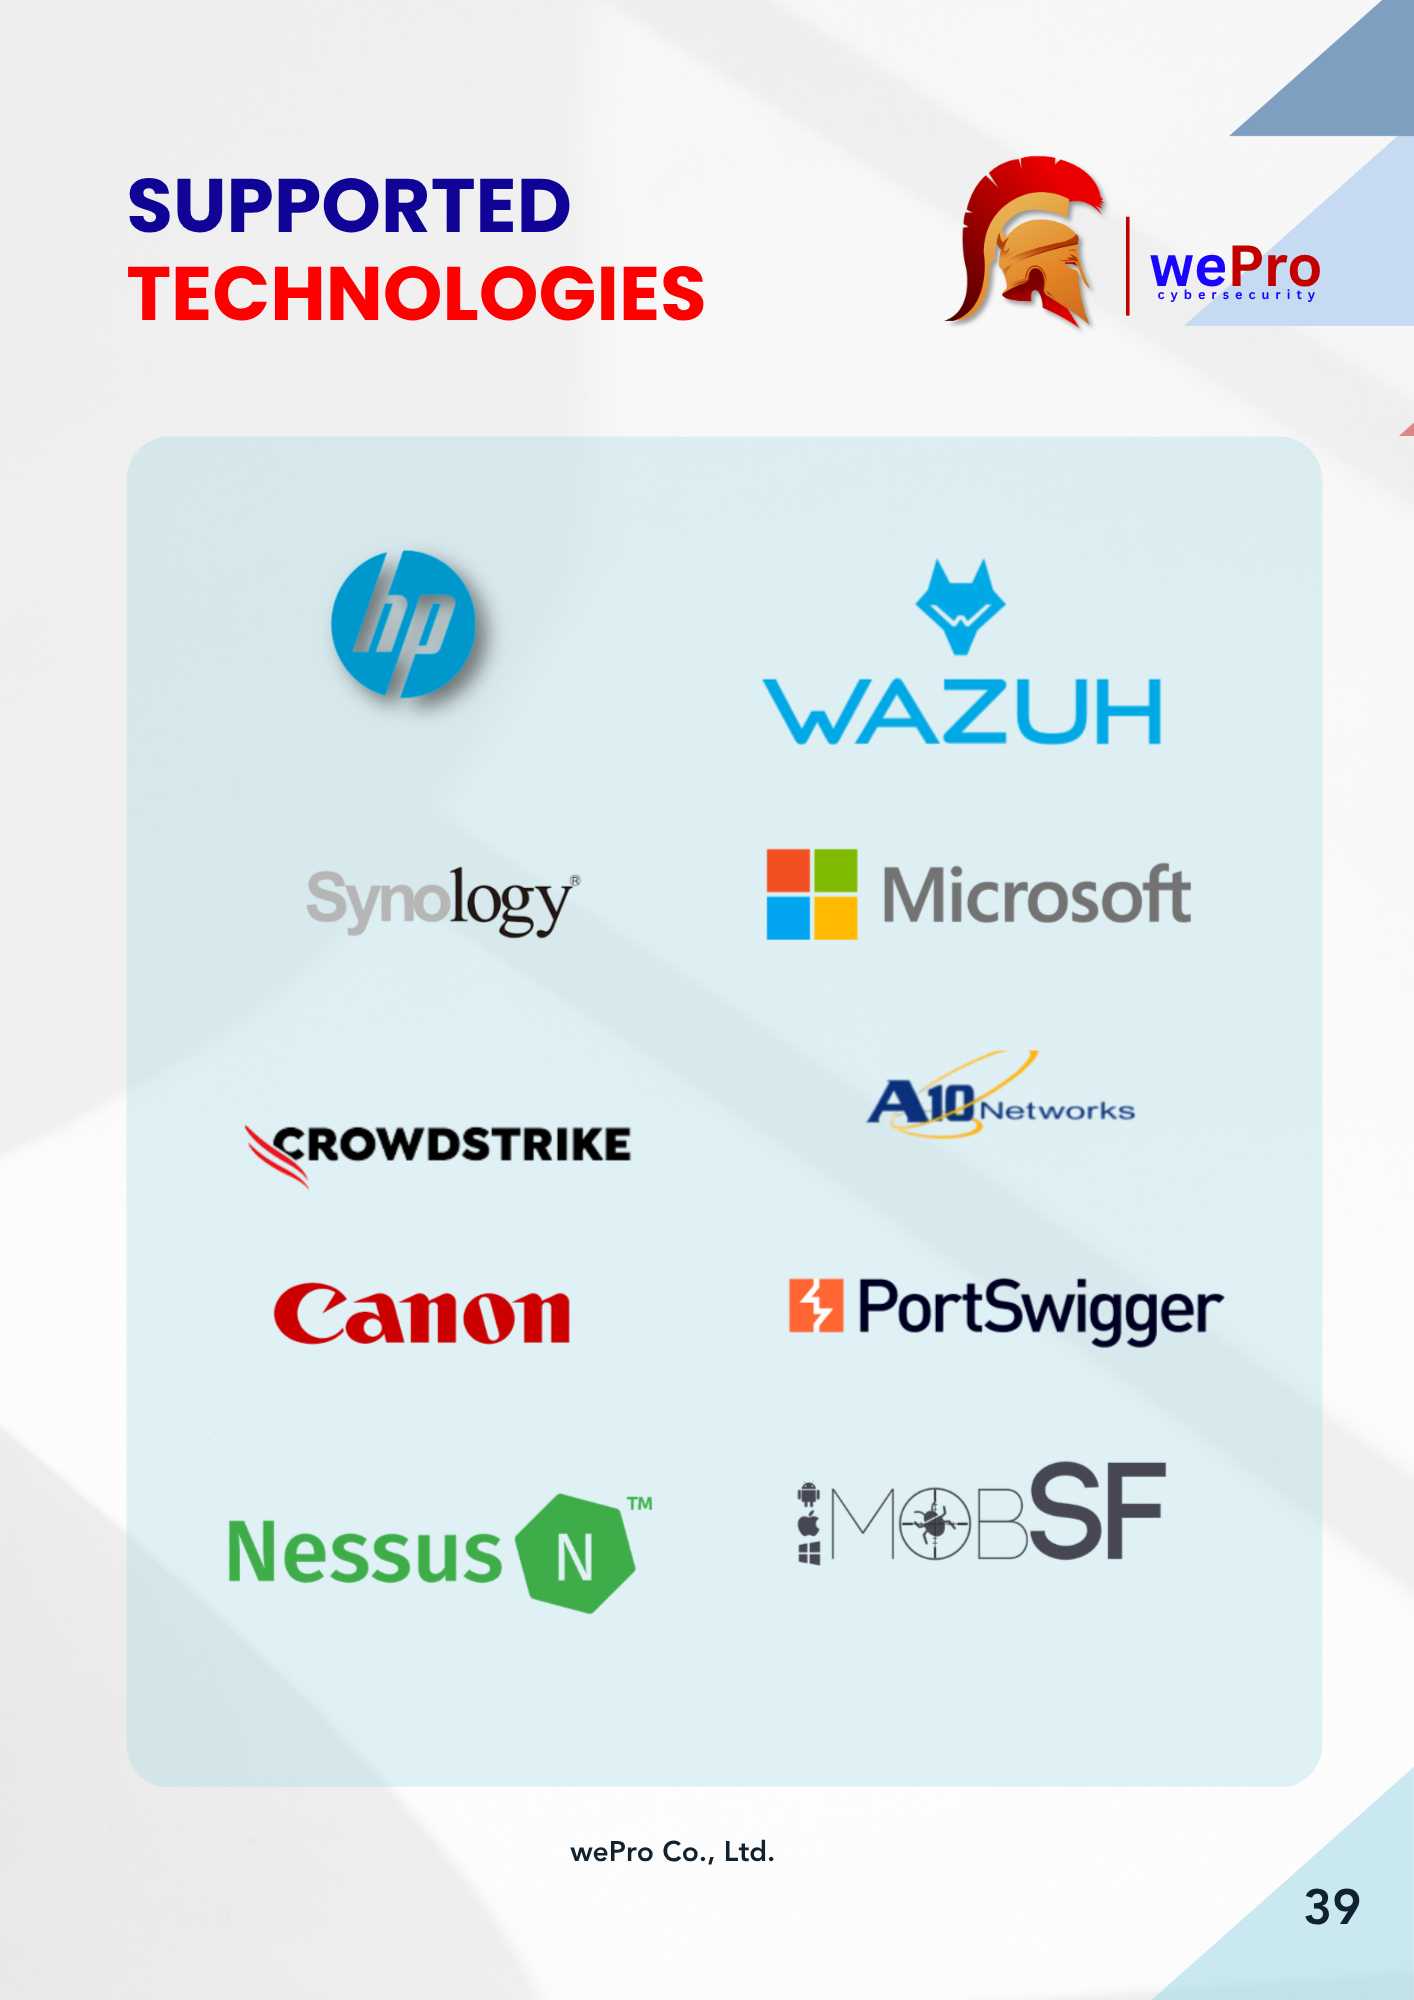 SUPPORTED
TECHNOLOGIES
wePro
cybersecurity
hp
WAZUH
Synology®
Microsoft
A10 Networks
CROWDSTRIKE
Canon
PortSwigger
Nessus N ™
MOBSF
wePro Co., Ltd.
39